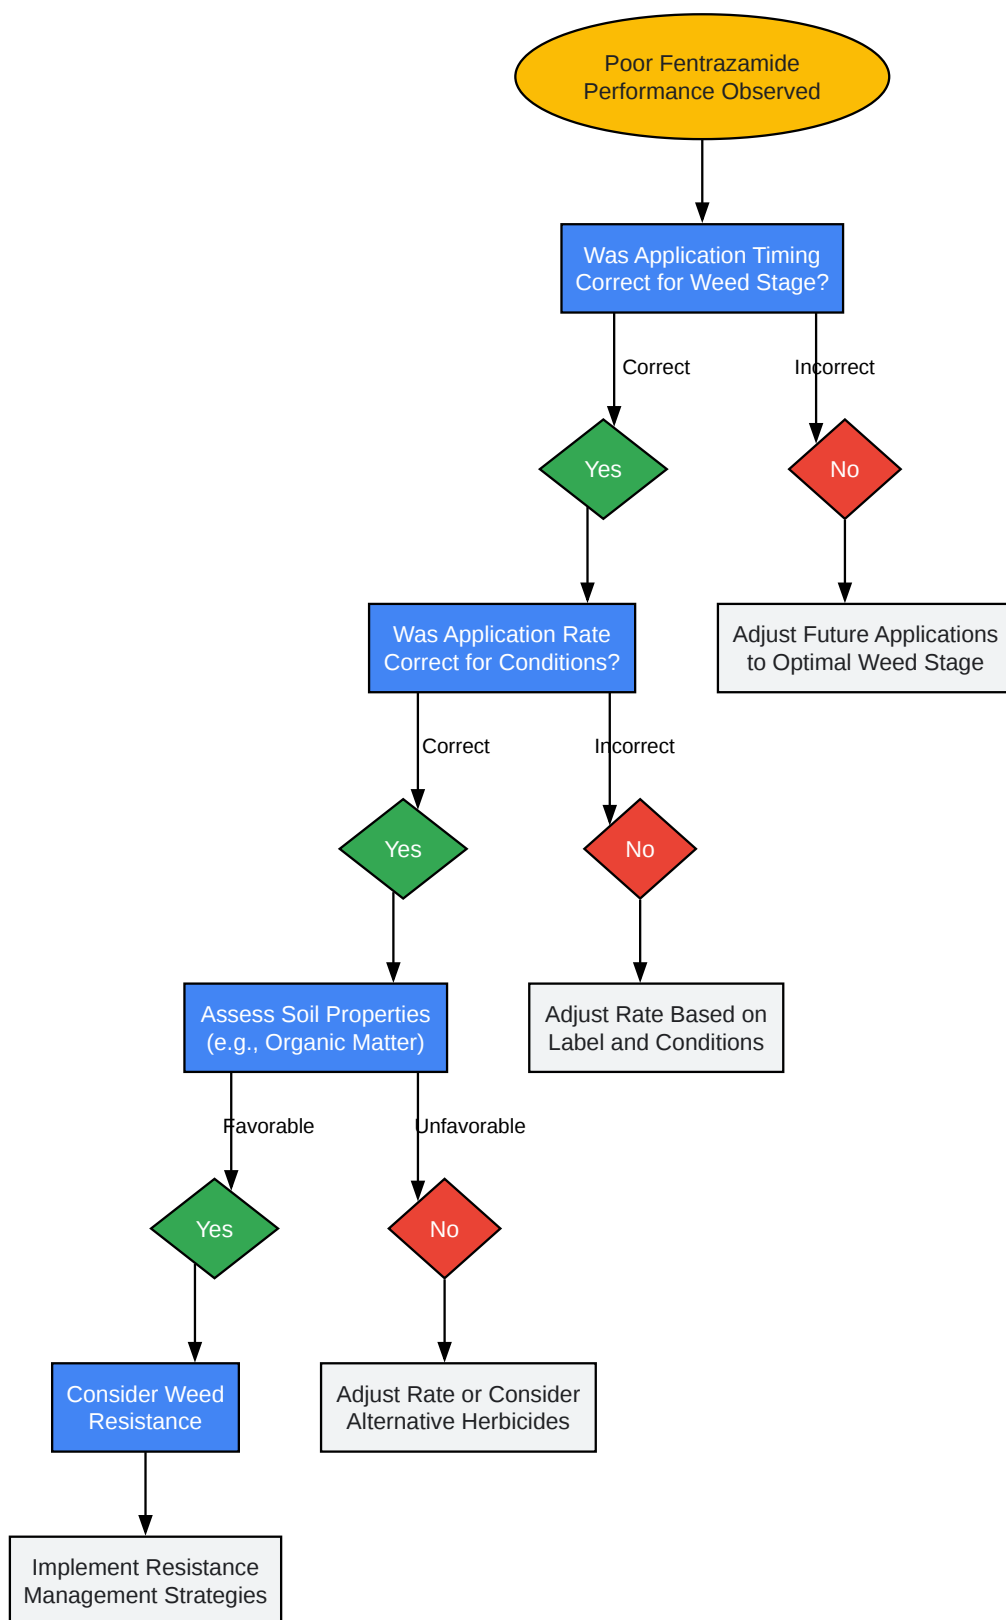 Poor Fentrazamide
Performance Observed
Was Application Timing
Correct for Weed Stage?
Correct
Incorrect
Yes
No
Was Application Rate
Correct for Conditions?
Adjust Future Applications
to Optimal Weed Stage
Correct
Incorrect
Yes
No
Assess Soil Properties
(e.g., Organic Matter)
Adjust Rate Based on
Label and Conditions
Favorable
Unfavorable
Yes
No
Consider Weed
Resistance
Adjust Rate or Consider
Alternative Herbicides
Implement Resistance
Management Strategies